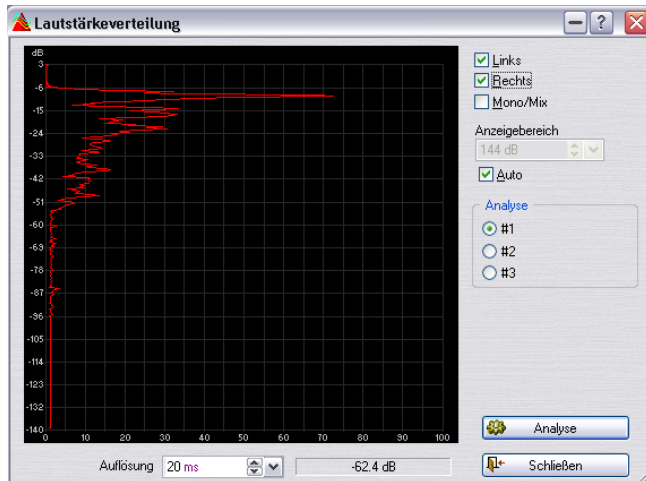 Lautstärkeverteilung
dB
3
-6
-15
-24
-33
-42
-51
-60
-69
-78
-87
-96
-105
-114
-123
-132
-140
0 10 20 30 40 50 60 70 80 90 100
Links
Rechts
Mono/Mix
Anzeigebereich
144 dB
Auto
Analyse
#1
#2
#3
Analyse
Auflösung 20 ms -62.4 dB
Schließen